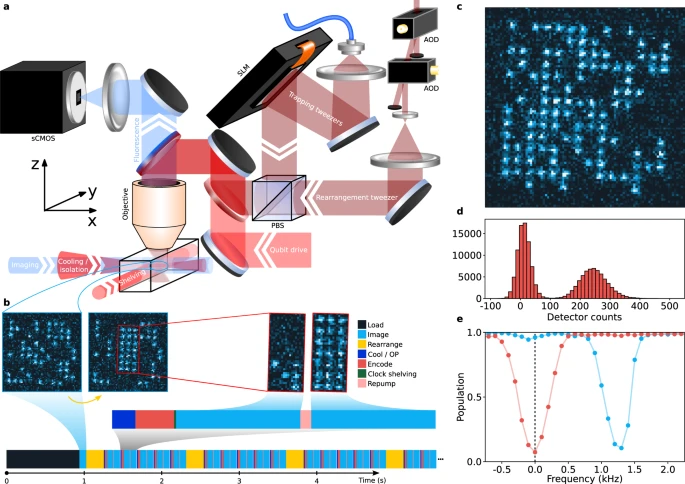 a
sCMOS
Fluorescence
SLM
Trapping tweezers
AOD
AOD
z
y
x
Objective
PBS
Rearrangement tweezer
Qubit drive
Imaging
Cooling /
isolation
Shelving
b
Load
Image
Rearrange
Cool / OP
Encode
Clock shelving
Repump
0
1
2
3
4
Time (s)
...
c
d
15000
10000
5000
0
-100
0
100
200
300
400
500
Detector counts
e
1.0
0.5
0.0
Population
-0.5
0.0
0.5
1.0
1.5
2.0
Frequency (kHz)